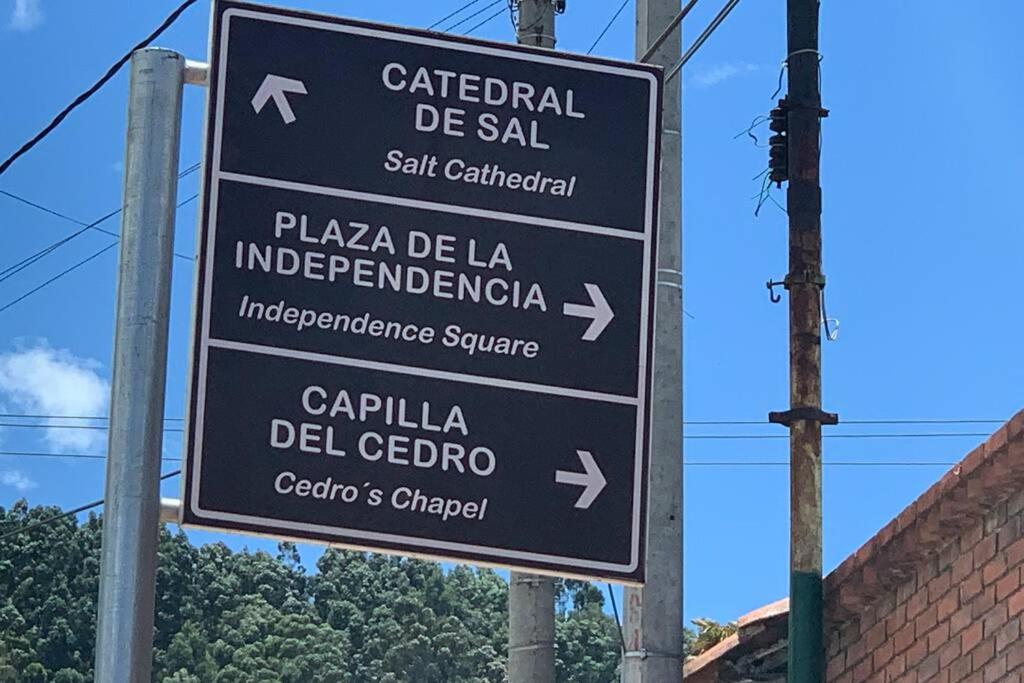 CATEDRAL
DE SAL
Salt Cathedral
PLAZA DE LA
INDEPENDENCIA
Independence Square
CAPILLA
DEL CEDRO
Cedro´s Chapel